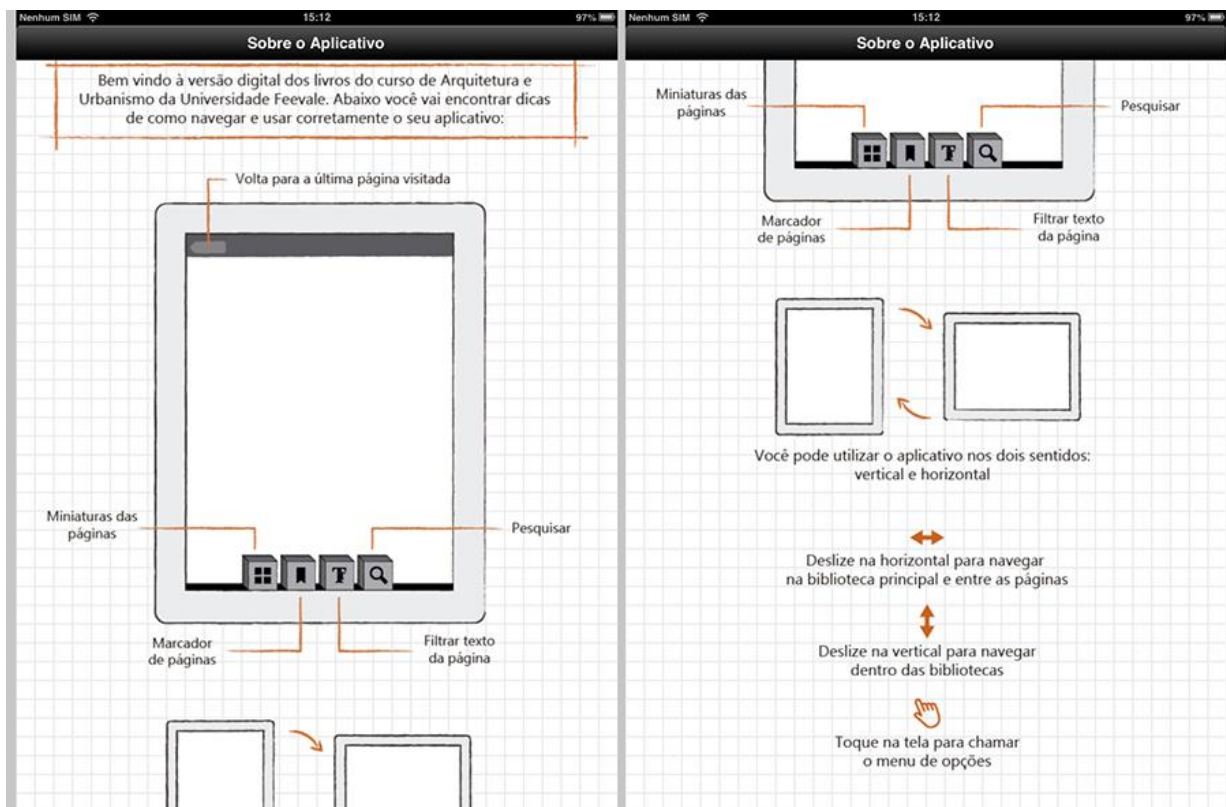 Nenhum SIM 15:12 97%
Sobre o Aplicativo
Bem vindo à versão digital dos livros do curso de Arquitetura e
Urbanismo da Universidade Feevale. Abaixo você vai encontrar dicas
de como navegar e usar corretamente o seu aplicativo:
Volta para a última página visitada
Miniaturas das
páginas
Pesquisar
Marcador
de páginas
Filtrar texto
da página
Nenhum SIM 15:12 97%
Sobre o Aplicativo
Miniaturas das
páginas
Pesquisar
Marcador
de páginas
Filtrar texto
da página
Você pode utilizar o aplicativo nos dois sentidos:
vertical e horizontal
Deslize na horizontal para navegar
na biblioteca principal e entre as páginas
Deslize na vertical para navegar
dentro das bibliotecas
Toque na tela para chamar
o menu de opções